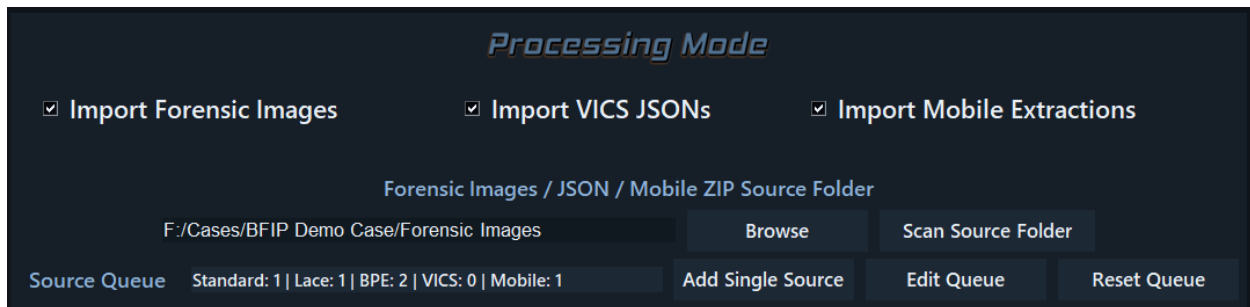 Processing Mode
Import Forensic Images Import VICS JSONs Import Mobile Extractions
Forensic Images / JSON / Mobile ZIP Source Folder
F:/Cases/BFIP Demo Case/Forensic Images Browse Scan Source Folder
Source Queue Standard: 1 | Lace: 1 | BPE: 2 | VICS: 0 | Mobile: 1 Add Single Source Edit Queue Reset Queue